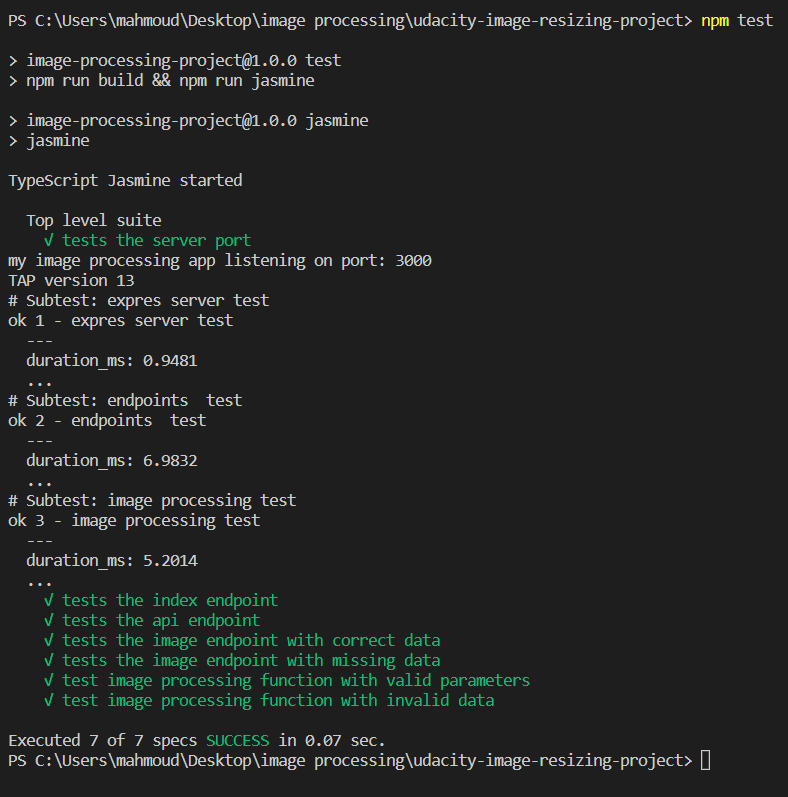 PS C:\Users\mahmoud\Desktop\image processing\udacity-image-resizing-project> npm test
> image-processing-project@1.0.0 test
> npm run build && npm run jasmine
> image-processing-project@1.0.0 jasmine
> jasmine
TypeScript Jasmine started
Top level suite
√ tests the server port
my image processing app listening on port: 3000
TAP version 13
# Subtest: expres server test
ok 1 - expres server test
---
duration_ms: 0.9481
...
# Subtest: endpoints  test
ok 2 - endpoints  test
---
duration_ms: 6.9832
...
# Subtest: image processing test
ok 3 - image processing test
---
duration_ms: 5.2014
...
√ tests the index endpoint
√ tests the api endpoint
√ tests the image endpoint with correct data
√ tests the image endpoint with missing data
√ test image processing function with valid parameters
√ test image processing function with invalid data
Executed 7 of 7 specs SUCCESS in 0.07 sec.
PS C:\Users\mahmoud\Desktop\image processing\udacity-image-resizing-project>